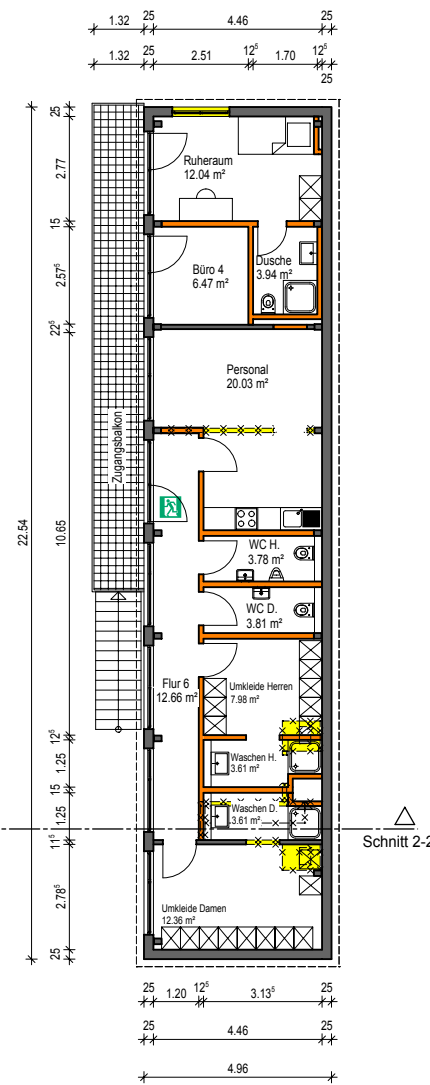 1.32 25 4.46 25
1.32 25 2.51 12⁵ 1.70 12⁵
25
25
2.77
15
2.57⁵
22⁵
10.65
22.54
12⁵
1.25
15
1.25
11⁵
2.78⁵
25
Ruheraum
12.04 m²
Büro 4
6.47 m²
Dusche
3.94 m²
Personal
20.03 m²
Zugangsbalkon
WC H.
3.78 m²
WC D.
3.81 m²
Flur 6
12.66 m²
Umkleide Herren
7.98 m²
Waschen H.
3.61 m²
Waschen D.
3.61 m²
Schnitt 2-2
Umkleide Damen
12.36 m²
25 1.20 12⁵ 3.13⁵ 25
25 4.46 25
4.96